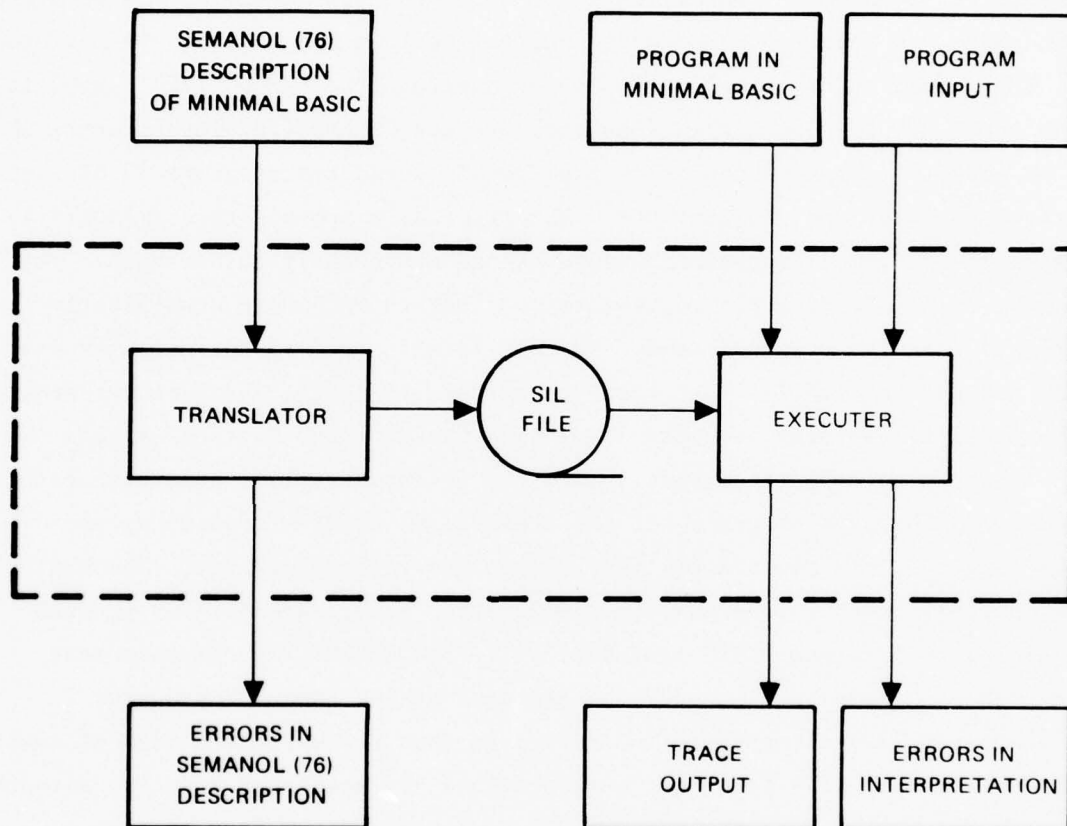 SEMANOL (76)
DESCRIPTION
OF MINIMAL BASIC
PROGRAM IN
MINIMAL BASIC
PROGRAM
INPUT
TRANSLATOR
SIL
FILE
EXECUTER
ERRORS IN
SEMANOL (76)
DESCRIPTION
TRACE
OUTPUT
ERRORS IN
INTERPRETATION